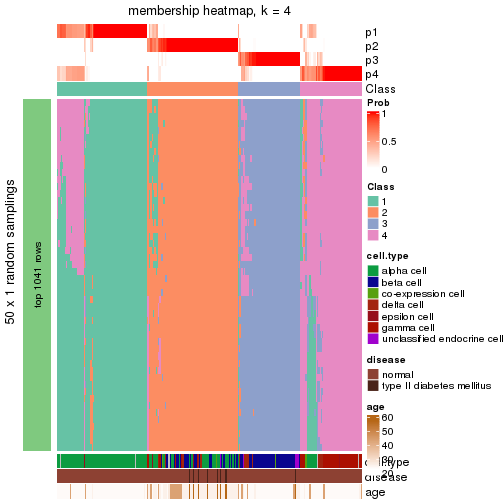 membership heatmap, k = 4
p1
p2
p3
p4
Class
50 x 1 random samplings
top 1041 rows
Prob
1
0.5
0
Class
1
2
3
4
cell.type
alpha cell
beta cell
co-expression cell
delta cell
epsilon cell
gamma cell
unclassified endocrine cell
disease
normal
type II diabetes mellitus
age
60
50
40
30
20
cell.type
disease
age